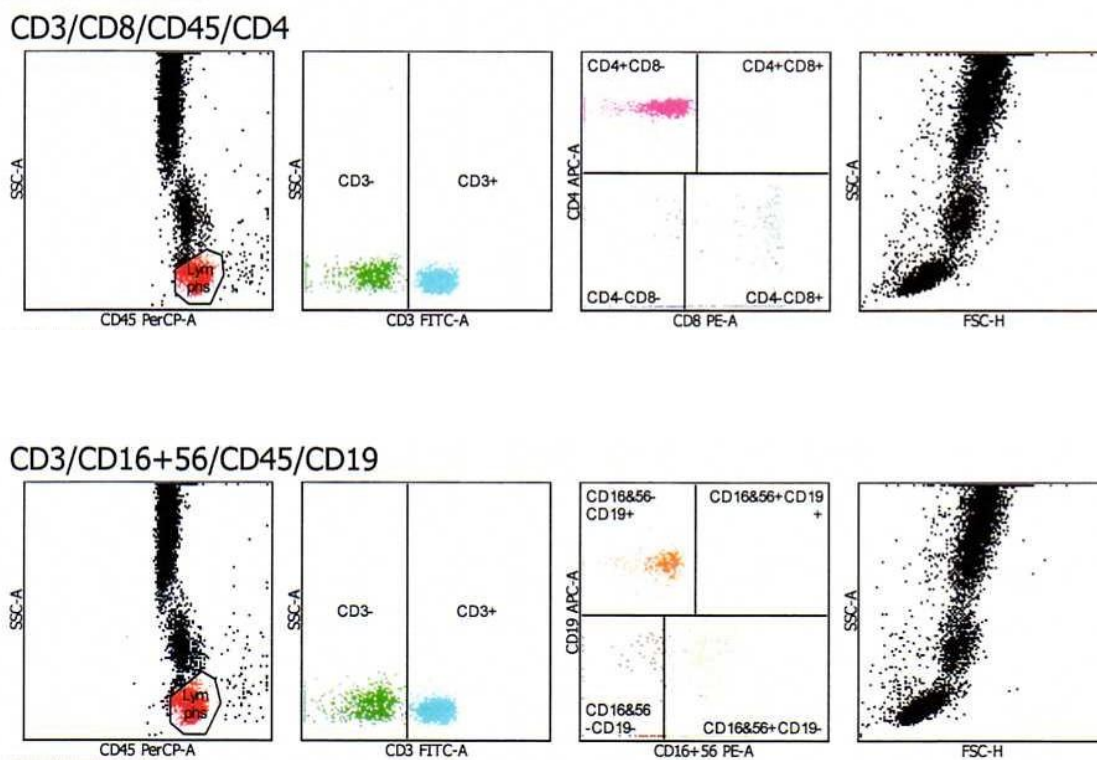 CD3/CD8/CD45/CD4
SSC-A
Lym
phs
CD45 PerCP-A
SSC-A
CD3-
CD3+
CD3 FITC-A
CD4 APC-A
CD4+CD8-
CD4+CD8+
CD4-CD8-
CD4-CD8+
CD8 PE-A
SSC-A
FSC-H
CD3/CD16+56/CD45/CD19
SSC-A
Lym
phs
CD45 PerCP-A
SSC-A
CD3-
CD3+
CD3 FITC-A
CD19 APC-A
CD16&56-
CD19+
CD16&56+CD19
+
CD16&56
-CD19-
CD16&56+CD19-
CD16+56 PE-A
SSC-A
FSC-H